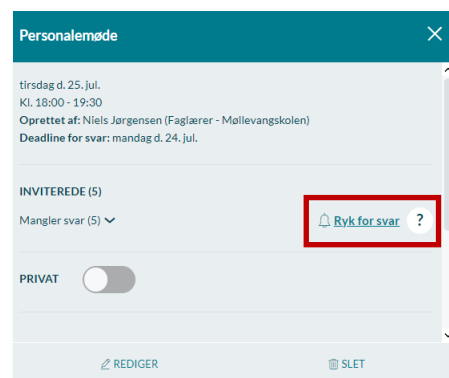 Personalemøde
tirsdag d. 25. jul.
Kl. 18:00 - 19:30
Oprettet af: Niels Jørgensen (Faglærer - Møllevangskolen)
Deadline for svar: mandag d. 24. jul.
INVITEREDE (5)
Mangler svar (5)
Ryk for svar ?
PRIVAT
REDIGER
SLET